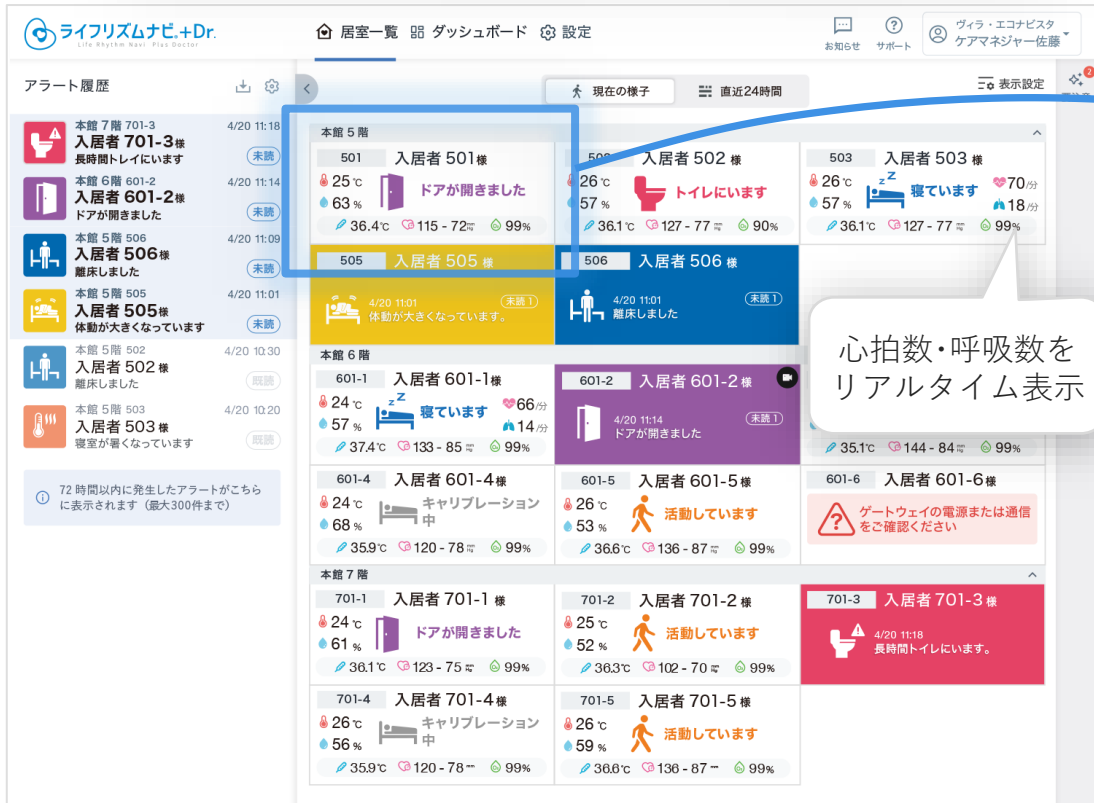 ライフリズムナビ®+Dr.
Life Rhythm Navi Plus Doctor
居室一覧 ダッシュボード 設定
お知らせ サポート
ヴィラ・エコナビスタ
ケアマネジャー佐藤
アラート履歴
現在の様子 直近24時間
表示設定
2
本館 7階 701-3 4/20 11:18
入居者 701-3様
長時間トレイにいます 未読
本館 6階 601-2 4/20 11:14
入居者 601-2様
ドアが開きました 未読
本館 5階 506 4/20 11:09
入居者 506様
離床しました 未読
本館 5階 505 4/20 11:01
入居者 505様
体動が大きくなっています 未読
本館 5階 502 4/20 10:30
入居者 502様
離床しました 既読
本館 5階 503 4/20 10:20
入居者 503様
寝室が暑くなっています 既読
72時間以内に発生したアラートがこちら
に表示されます（最大300件まで）
本館 5階
501 入居者 501様
25℃
63% ドアが開きました
36.4℃ 115 - 72mmHg 99%
502 入居者 502様
26℃
57% トイレにいます
36.1℃ 127 - 77mmHg 90%
503 入居者 503様
26℃ zZ 寝ています 70/分
57% 18/分
36.1℃ 127 - 77mmHg 99%
505 入居者 505様
4/20 11:01 未読 1
体動が大きくなっています。
506 入居者 506様
4/20 11:01 未読 1
離床しました
心拍数・呼吸数を
リアルタイム表示
本館 6階
601-1 入居者 601-1様
24℃ zZ 寝ています 66/分
57% 14/分
37.4℃ 133 - 85mmHg 99%
601-2 入居者 601-2様
4/20 11:14 未読 1
ドアが開きました
35.1℃ 144 - 84mmHg 99%
601-4 入居者 601-4様
24℃ キャリブレーション
68% 中
35.9℃ 120 - 78mmHg 99%
601-5 入居者 601-5様
26℃
53% 活動しています
36.6℃ 136 - 87mmHg 99%
601-6 入居者 601-6様
ゲートウェイの電源または通信
をご確認ください
本館 7階
701-1 入居者 701-1様
24℃
61% ドアが開きました
36.1℃ 123 - 75mmHg 99%
701-2 入居者 701-2様
25℃
52% 活動しています
36.3℃ 102 - 70mmHg 99%
701-3 入居者 701-3様
4/20 11:18
長時間トイレにいます。
701-4 入居者 701-4様
26℃ キャリブレーション
56% 中
35.9℃ 120 - 78mmHg 99%
701-5 入居者 701-5様
26℃
59% 活動しています
36.6℃ 136 - 87mmHg 99%